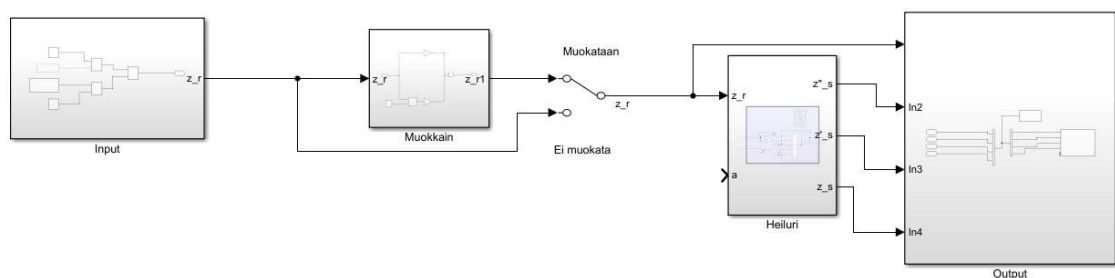 z_r
Input
z_r
z_r1
Muokkain
Muokataan
z_r
Ei muokata
z_r
a
z''_s
z'_s
z_s
Heiluri
In2
In3
In4
Output